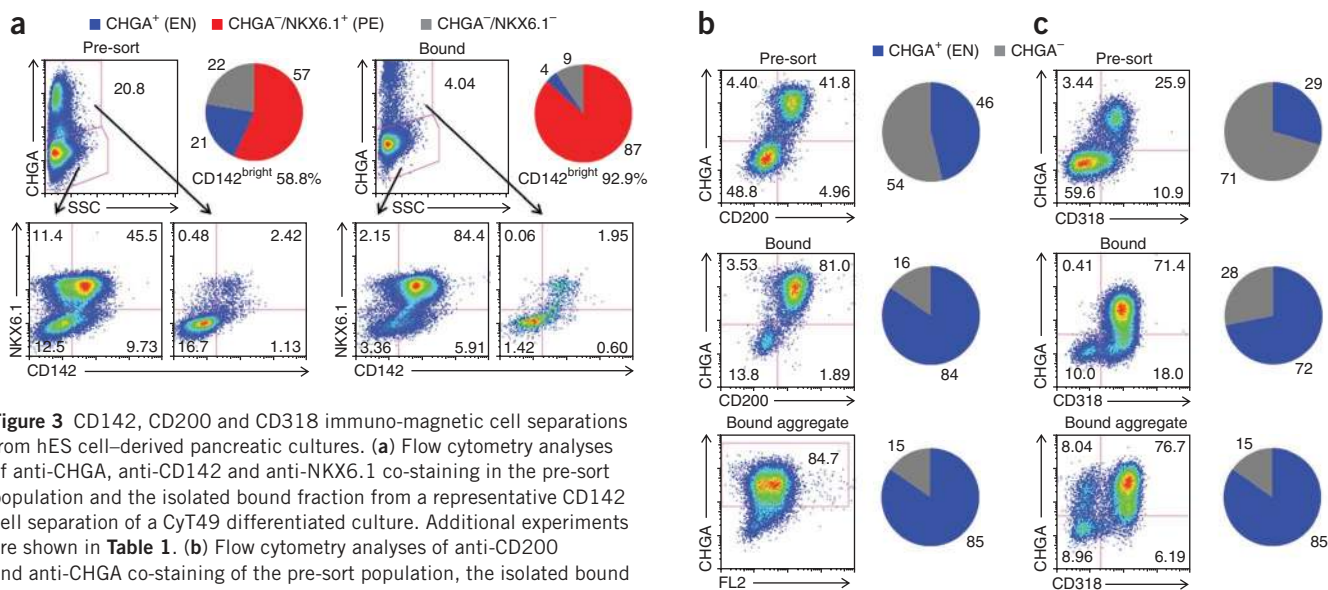 a
CHGA⁺ (EN) CHGA⁻/NKX6.1⁺ (PE) CHGA⁻/NKX6.1⁻
Pre-sort
CHGA
20.8
SSC
22
57
21
CD142bright 58.8%
Bound
CHGA
4.04
SSC
4
9
87
CD142bright 92.9%
NKX6.1
11.4 45.5
12.5 9.73
0.48 2.42
16.7 1.13
CD142
NKX6.1
2.15 84.4
3.36 5.91
0.06 1.95
1.42 0.60
CD142
b
c
CHGA⁺ (EN) CHGA⁻
Pre-sort
CHGA
4.40 41.8
48.8 4.96
CD200
46
54
Bound
CHGA
3.53 81.0
13.8 1.89
CD200
16
84
Bound aggregate
CHGA
84.7
FL2
15
85
Pre-sort
CHGA
3.44 25.9
59.6 10.9
CD318
29
71
Bound
CHGA
0.41 71.4
10.0 18.0
CD318
28
72
Bound aggregate
CHGA
8.04 76.7
8.96 6.19
CD318
15
85
Figure 3 CD142, CD200 and CD318 immuno-magnetic cell separations
from hES cell–derived pancreatic cultures. (a) Flow cytometry analyses
of anti-CHGA, anti-CD142 and anti-NKX6.1 co-staining in the pre-sort
population and the isolated bound fraction from a representative CD142
cell separation of a CyT49 differentiated culture. Additional experiments
are shown in Table 1. (b) Flow cytometry analyses of anti-CD200
and anti-CHGA co-staining of the pre-sort population, the isolated bound